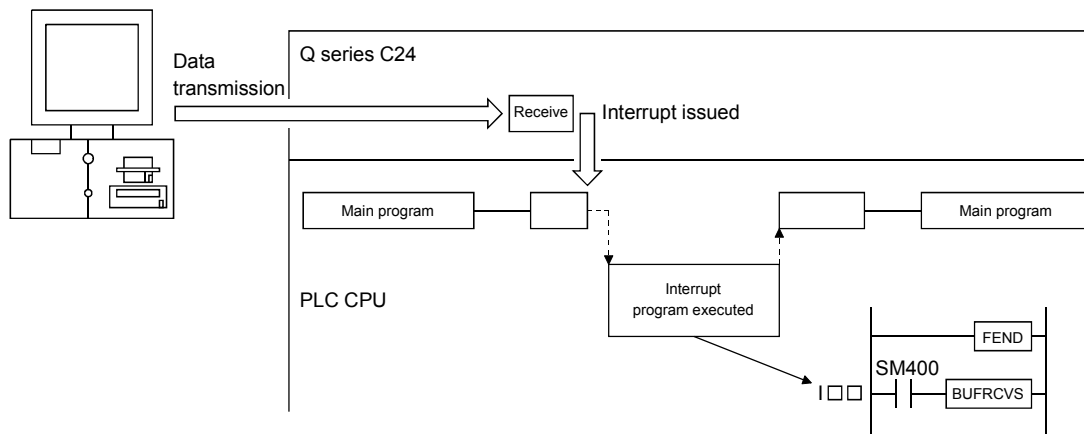 Q series C24
Data
transmission
Receive
Interrupt issued
Main program
Main program
PLC CPU
Interrupt
program executed
FEND
SM400
I□□
BUFRCVS